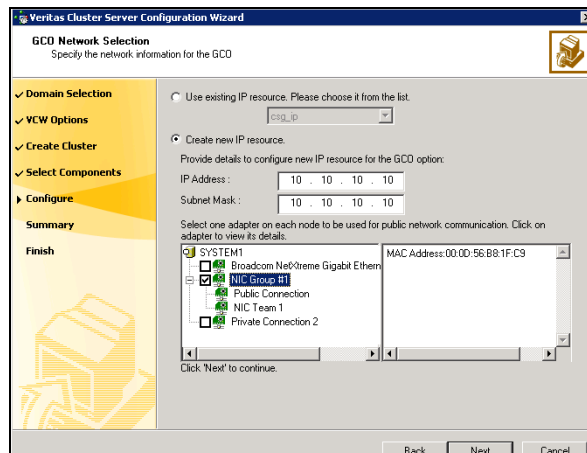 Veritas Cluster Server Configuration Wizard
GCO Network Selection
Specify the network information for the GCO
Domain Selection
VCW Options
Create Cluster
Select Components
Configure
Summary
Finish
Use existing IP resource. Please choose it from the list.
csg_ip
Create new IP resource.
Provide details to configure new IP resource for the GCO option:
IP Address : 10 . 10 . 10 . 10
Subnet Mask : 10 . 10 . 10 . 10
Select one adapter on each node to be used for public network communication. Click on
adapter to view its details.
SYSTEM1
Broadcom NetXtreme Gigabit Ethern
NIC Group #1
Public Connection
NIC Team 1
Private Connection 2
MAC Address:00:0D:56:B8:1F:C9
Click 'Next' to continue.
Back
Next
Cancel